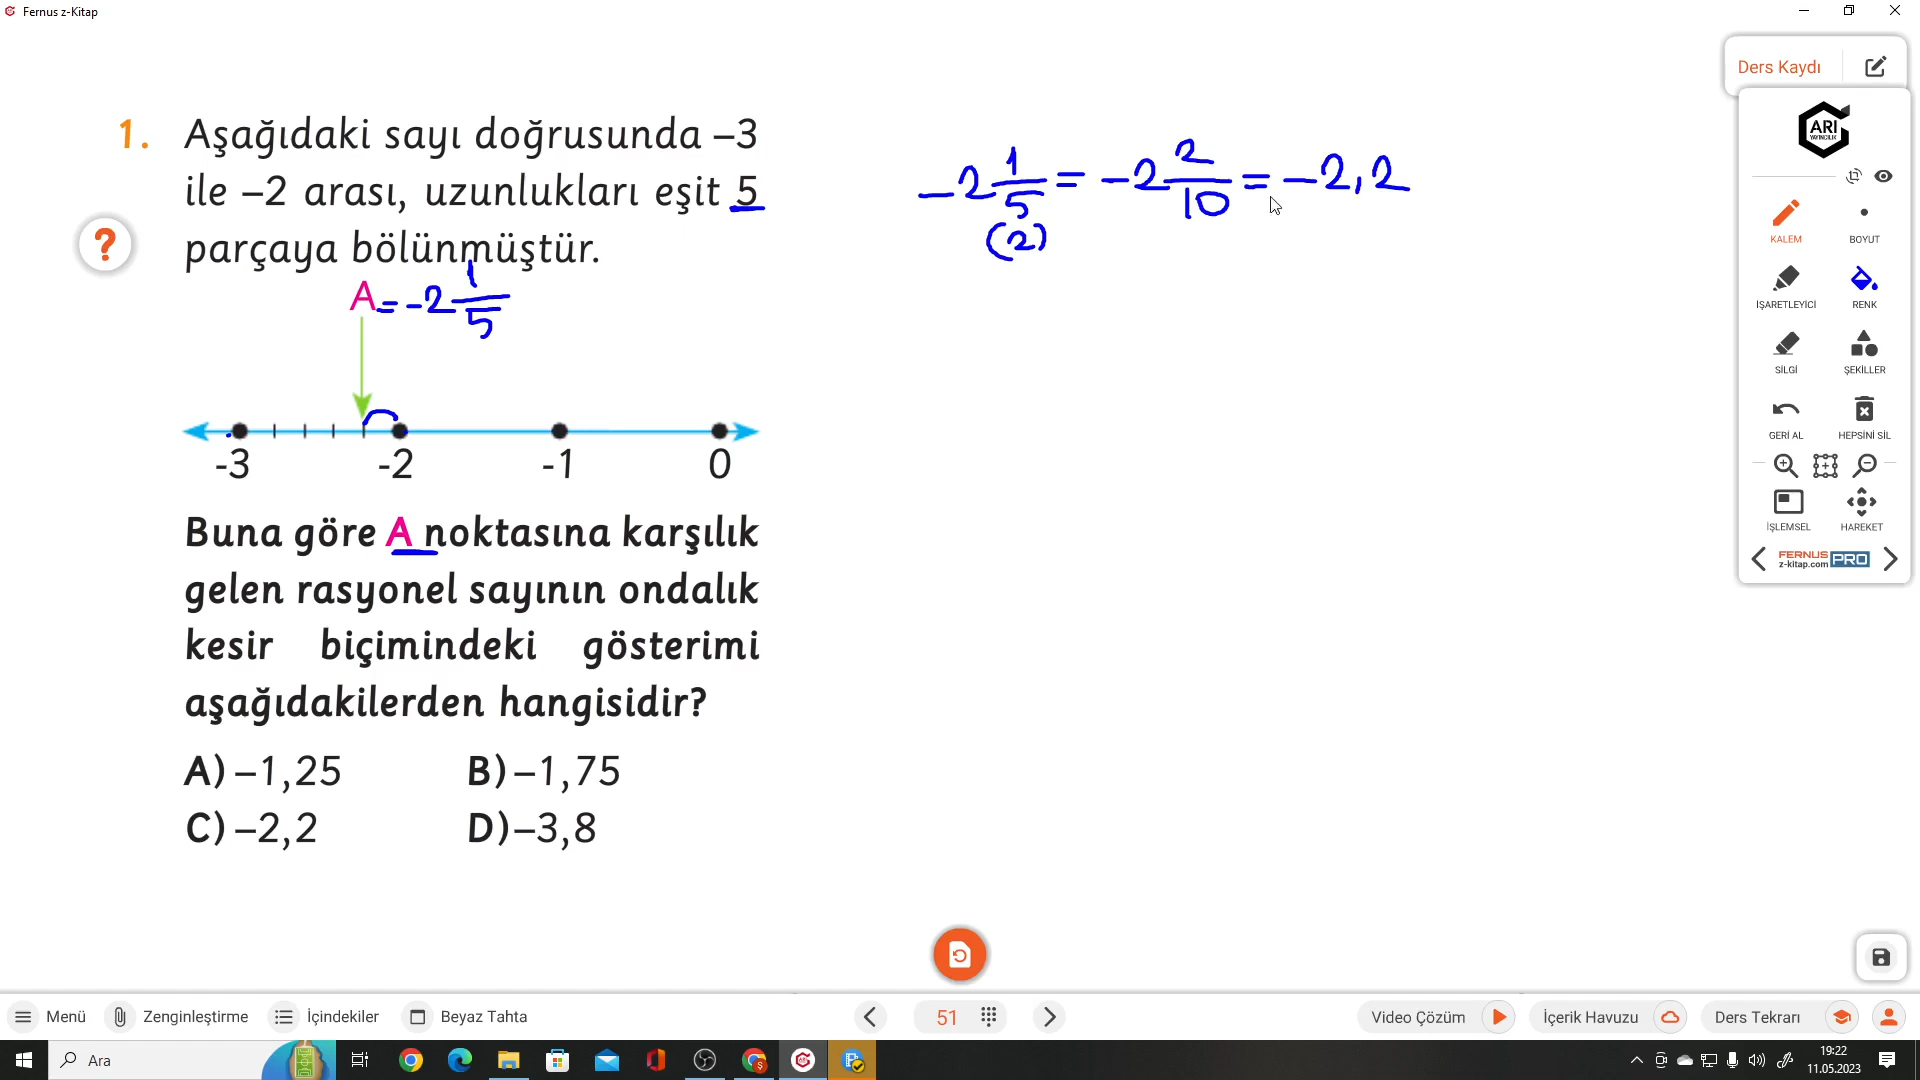 Fernus z-Kitap
Ders Kaydı
1. Aşağıdaki sayı doğrusunda –3
ile –2 arası, uzunlukları eşit 5
parçaya bölünmüştür.
?
A = -2 1/5
-3 -2 -1 0
Buna göre A noktasına karşılık
gelen rasyonel sayının ondalık
kesir biçimindeki gösterimi
aşağıdakilerden hangisidir?
A) –1,25 B) –1,75
C) –2,2 D) –3,8
-2 1/5 = -2 2/10 = -2,2
(2)
ARI
YAYINCILIK
KALEM BOYUT
İŞARETLEYİCİ RENK
SİLGİ ŞEKİLLER
GERİ AL HEPSİNİ SİL
İŞLEMSEL HAREKET
FERNUS
z-kitap.com PRO
Menü Zenginleştirme İçindekiler Beyaz Tahta 51 Video Çözüm İçerik Havuzu Ders Tekrarı
Ara 19:22
11.05.2023